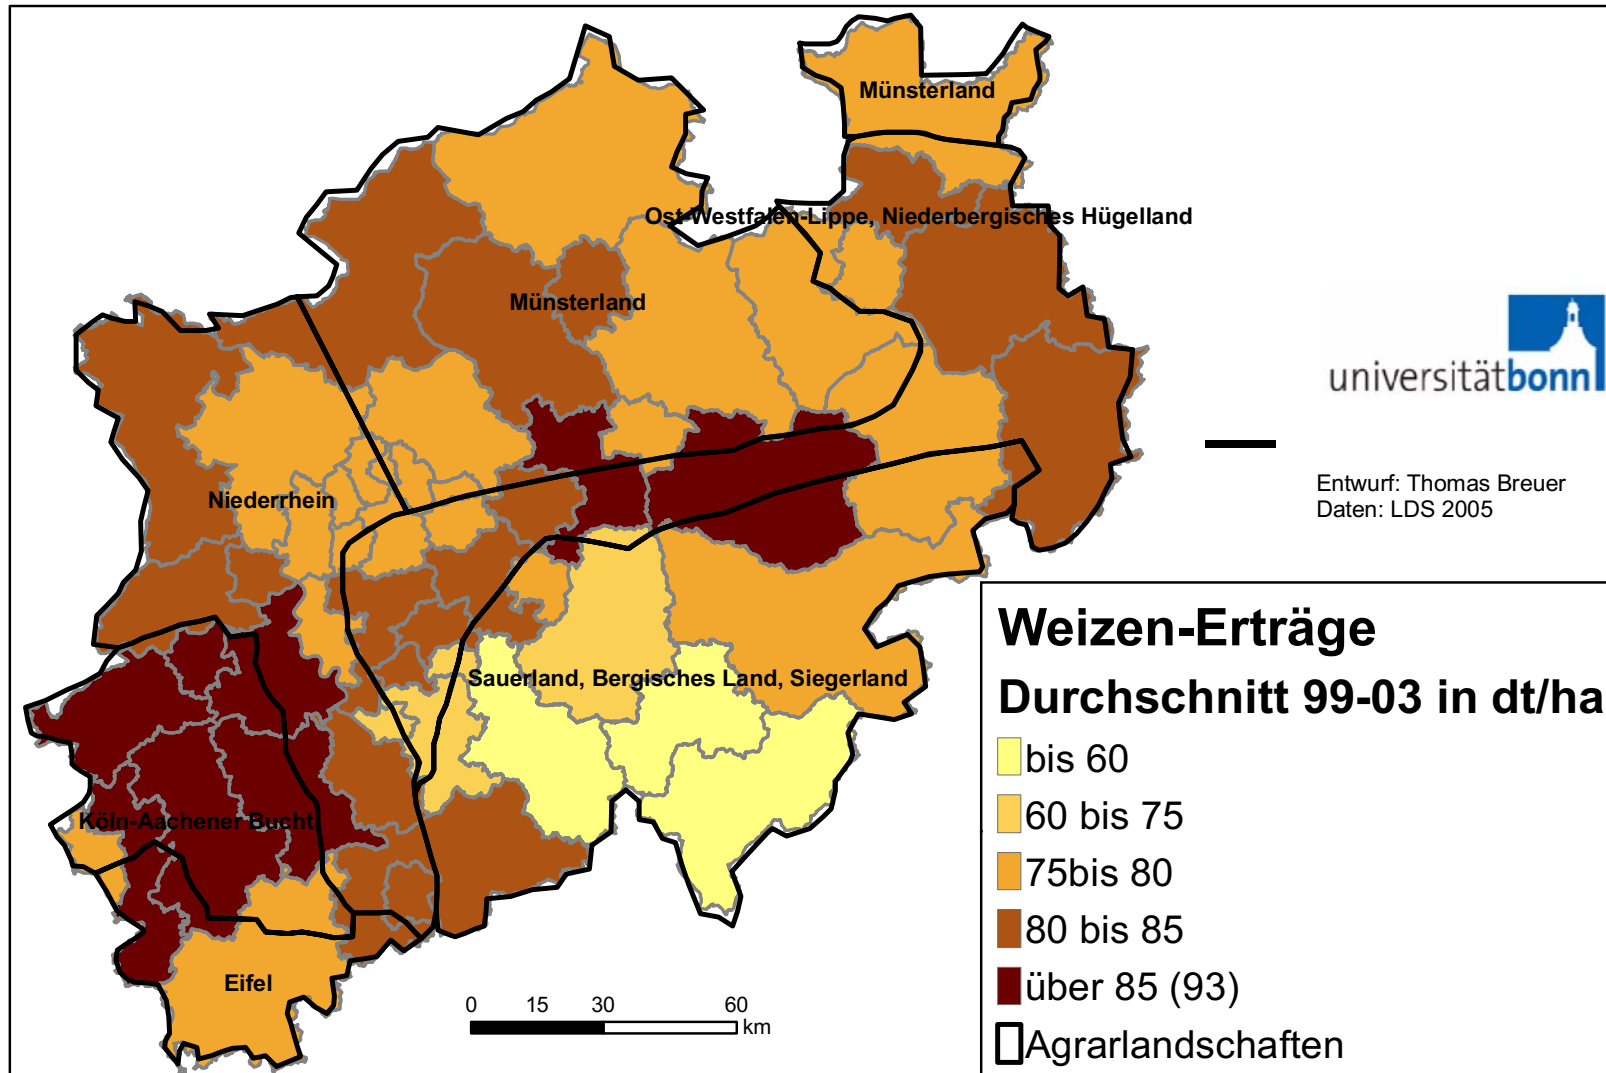 Münsterland
Ost-Westfalen-Lippe, Niederbergisches Hügelland
Münsterland
universitätbonn
Niederrhein
Entwurf: Thomas Breuer
Daten: LDS 2005
Sauerland, Bergisches Land, Siegerland
Köln-Aachener Bucht
Eifel
0 15 30 60
km
Weizen-Erträge
Durchschnitt 99-03 in dt/ha
bis 60
60 bis 75
75bis 80
80 bis 85
über 85 (93)
Agrarlandschaften